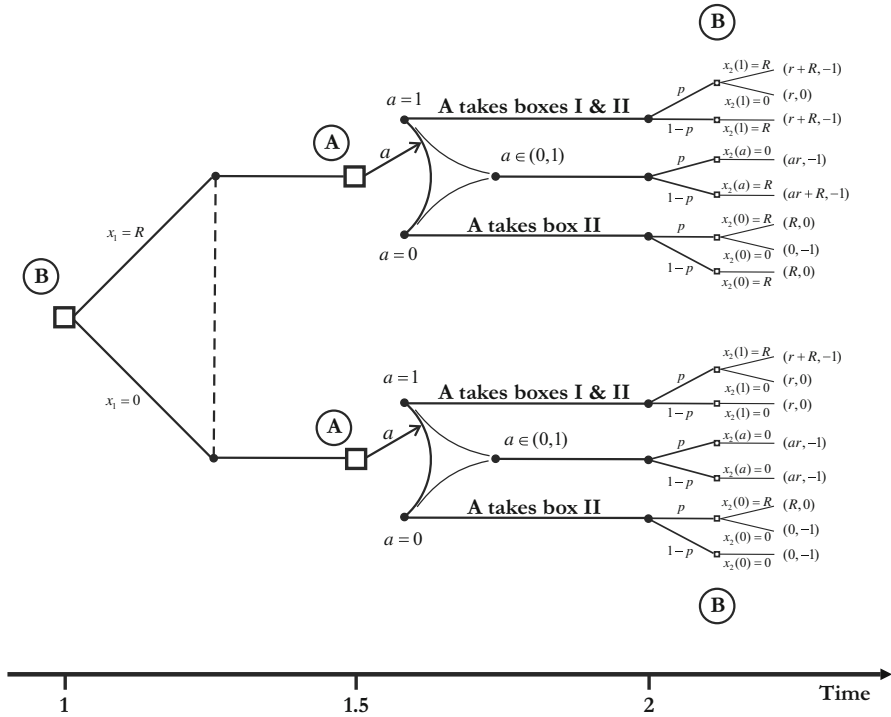 B
p
x₂(1) = R
(r + R, −1)
a = 1
A takes boxes I & II
x₂(1) = 0
(r, 0)
1 − p
x₂(1) = R
(r + R, −1)
A
a
a ∈ (0,1)
p
x₂(a) = 0
(ar, −1)
1 − p
x₂(a) = R
(ar + R, −1)
x₁ = R
A takes box II
a = 0
p
x₂(0) = R
(R, 0)
x₂(0) = 0
(0, −1)
1 − p
x₂(0) = R
(R, 0)
B
x₁ = 0
p
x₂(1) = R
(r + R, −1)
a = 1
A takes boxes I & II
x₂(1) = 0
(r, 0)
1 − p
x₂(1) = 0
(r, 0)
A
a
a ∈ (0,1)
p
x₂(a) = 0
(ar, −1)
1 − p
x₂(a) = 0
(ar, −1)
A takes box II
a = 0
p
x₂(0) = R
(R, 0)
x₂(0) = 0
(0, −1)
1 − p
x₂(0) = 0
(0, −1)
B
1
1.5
2
Time